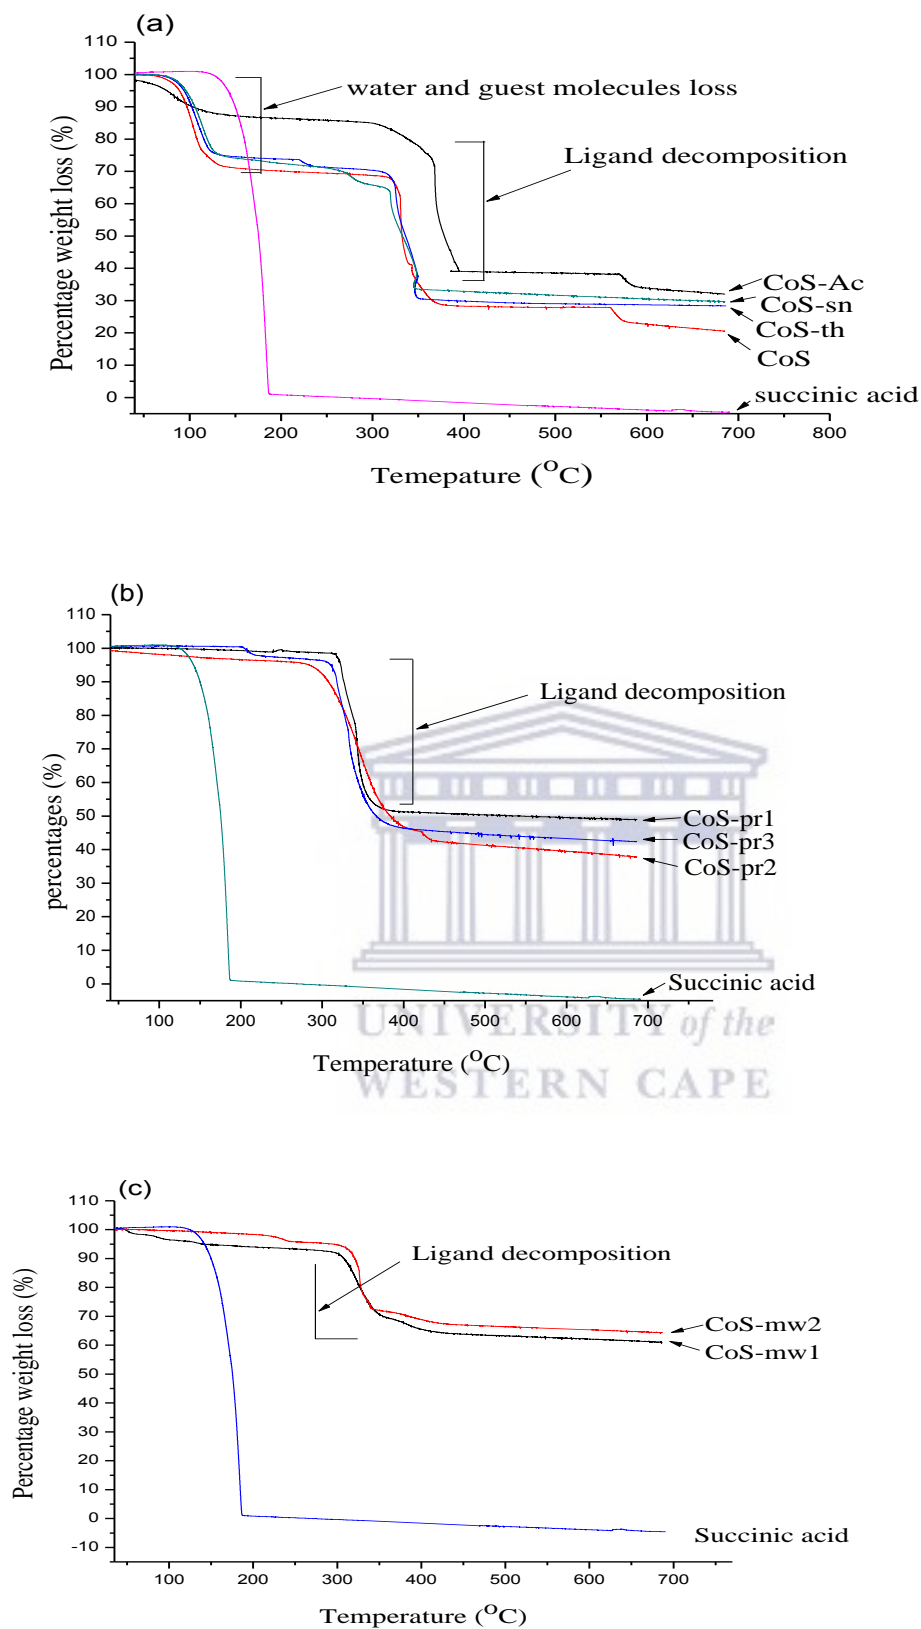 (a)
110
100
90
80
70
60
50
40
30
20
10
0
Percentage weight loss (%)
water and guest molecules loss
Ligand decomposition
CoS-Ac
CoS-sn
CoS-th
CoS
succinic acid
100 200 300 400 500 600 700 800
Temepature (OC)
(b)
110
100
90
80
70
60
50
40
30
20
10
0
percentages (%)
Ligand decomposition
CoS-pr1
CoS-pr3
CoS-pr2
Succinic acid
100 200 300 400 500 600 700
Temperature (OC)
UNIVERSITY of the
WESTERN CAPE
(c)
110
100
90
80
70
60
50
40
30
20
10
0
-10
Percentage weight loss (%)
Ligand decomposition
CoS-mw2
CoS-mw1
Succinic acid
100 200 300 400 500 600 700
Temperature (OC)